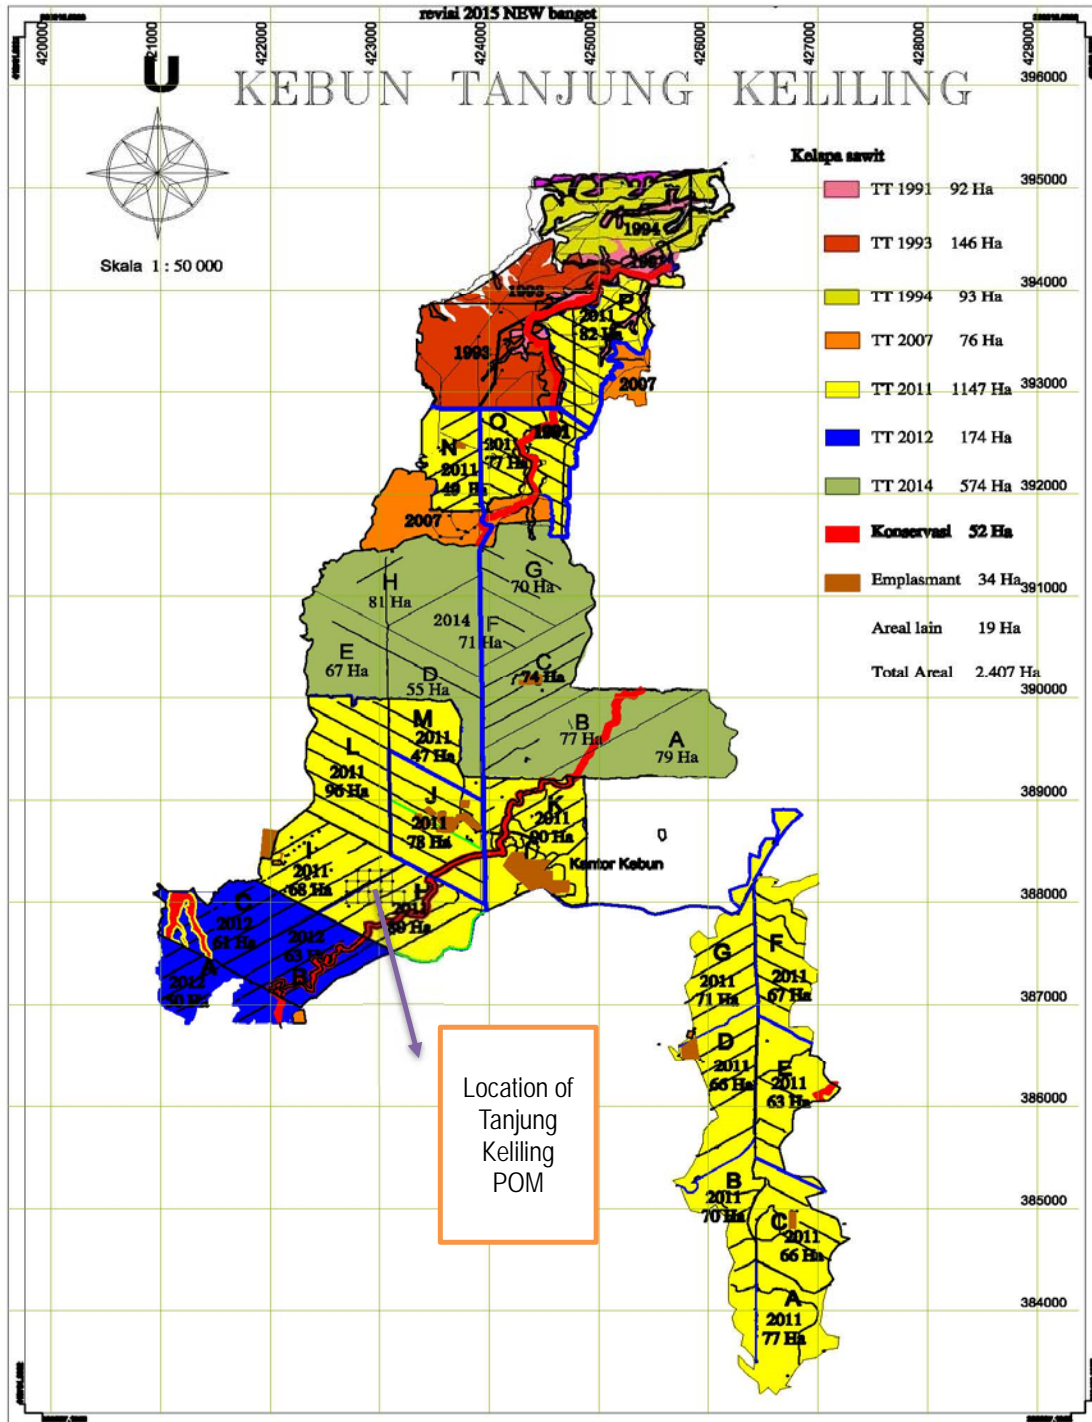 revisi 2015 NEW banget
420000
421000
422000
423000
424000
425000
426000
427000
428000
429000
U
KEBUN TANJUNG KELILING
Skala 1 : 50 000
396000
395000
394000
393000
392000
391000
390000
389000
388000
387000
386000
385000
384000
Kelapa sawit
TT 1991 92 Ha
TT 1993 146 Ha
TT 1994 93 Ha
TT 2007 76 Ha
TT 2011 1147 Ha
TT 2012 174 Ha
TT 2014 574 Ha
Konservasi 52 Ha
Emplasmant 34 Ha
Areal lain 19 Ha
Total Areal 2.407 Ha
1994
1993
P
2011
82 Ha
1993
2007
O
2011
77 Ha
1991
N
2011
49 Ha
2007
G
70 Ha
H
81 Ha
2014
F
71 Ha
E
67 Ha
D
55 Ha
C
74 Ha
B
77 Ha
A
79 Ha
M
2011
47 Ha
L
2011
96 Ha
J
2011
78 Ha
K
2011
90 Ha
Kantor Kebun
I
2011
68 Ha
H
2011
C
2012
61 Ha
2012
B
A
2012
G
2011
71 Ha
F
2011
67 Ha
D
2011
66 Ha
E
2011
63 Ha
B
2011
70 Ha
C
2011
66 Ha
A
2011
77 Ha
Location of
Tanjung
Keliling
POM